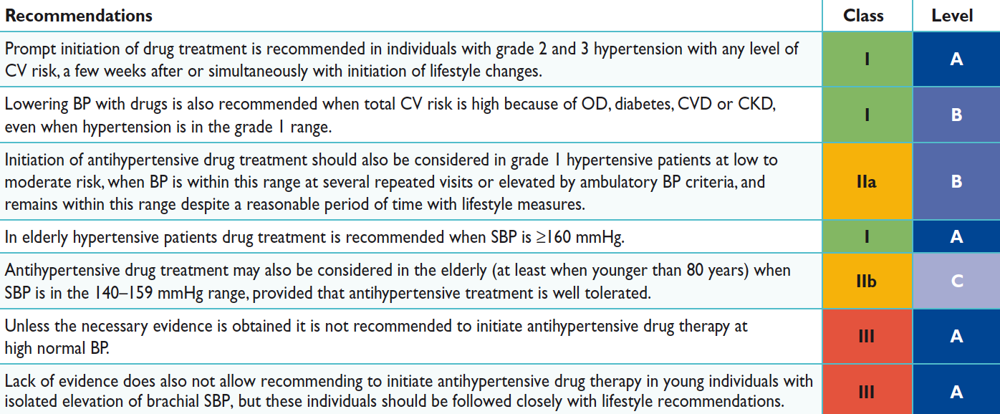 Recommendations Class Level
Prompt initiation of drug treatment is recommended in individuals with grade 2 and 3 hypertension with any level of
CV risk, a few weeks after or simultaneously with initiation of lifestyle changes.
I A
Lowering BP with drugs is also recommended when total CV risk is high because of OD, diabetes, CVD or CKD,
even when hypertension is in the grade 1 range.
I B
Initiation of antihypertensive drug treatment should also be considered in grade 1 hypertensive patients at low to
moderate risk, when BP is within this range at several repeated visits or elevated by ambulatory BP criteria, and
remains within this range despite a reasonable period of time with lifestyle measures.
IIa B
In elderly hypertensive patients drug treatment is recommended when SBP is ≥160 mmHg.
I A
Antihypertensive drug treatment may also be considered in the elderly (at least when younger than 80 years) when
SBP is in the 140–159 mmHg range, provided that antihypertensive treatment is well tolerated.
IIb C
Unless the necessary evidence is obtained it is not recommended to initiate antihypertensive drug therapy at
high normal BP.
III A
Lack of evidence does also not allow recommending to initiate antihypertensive drug therapy in young individuals with
isolated elevation of brachial SBP, but these individuals should be followed closely with lifestyle recommendations.
III A